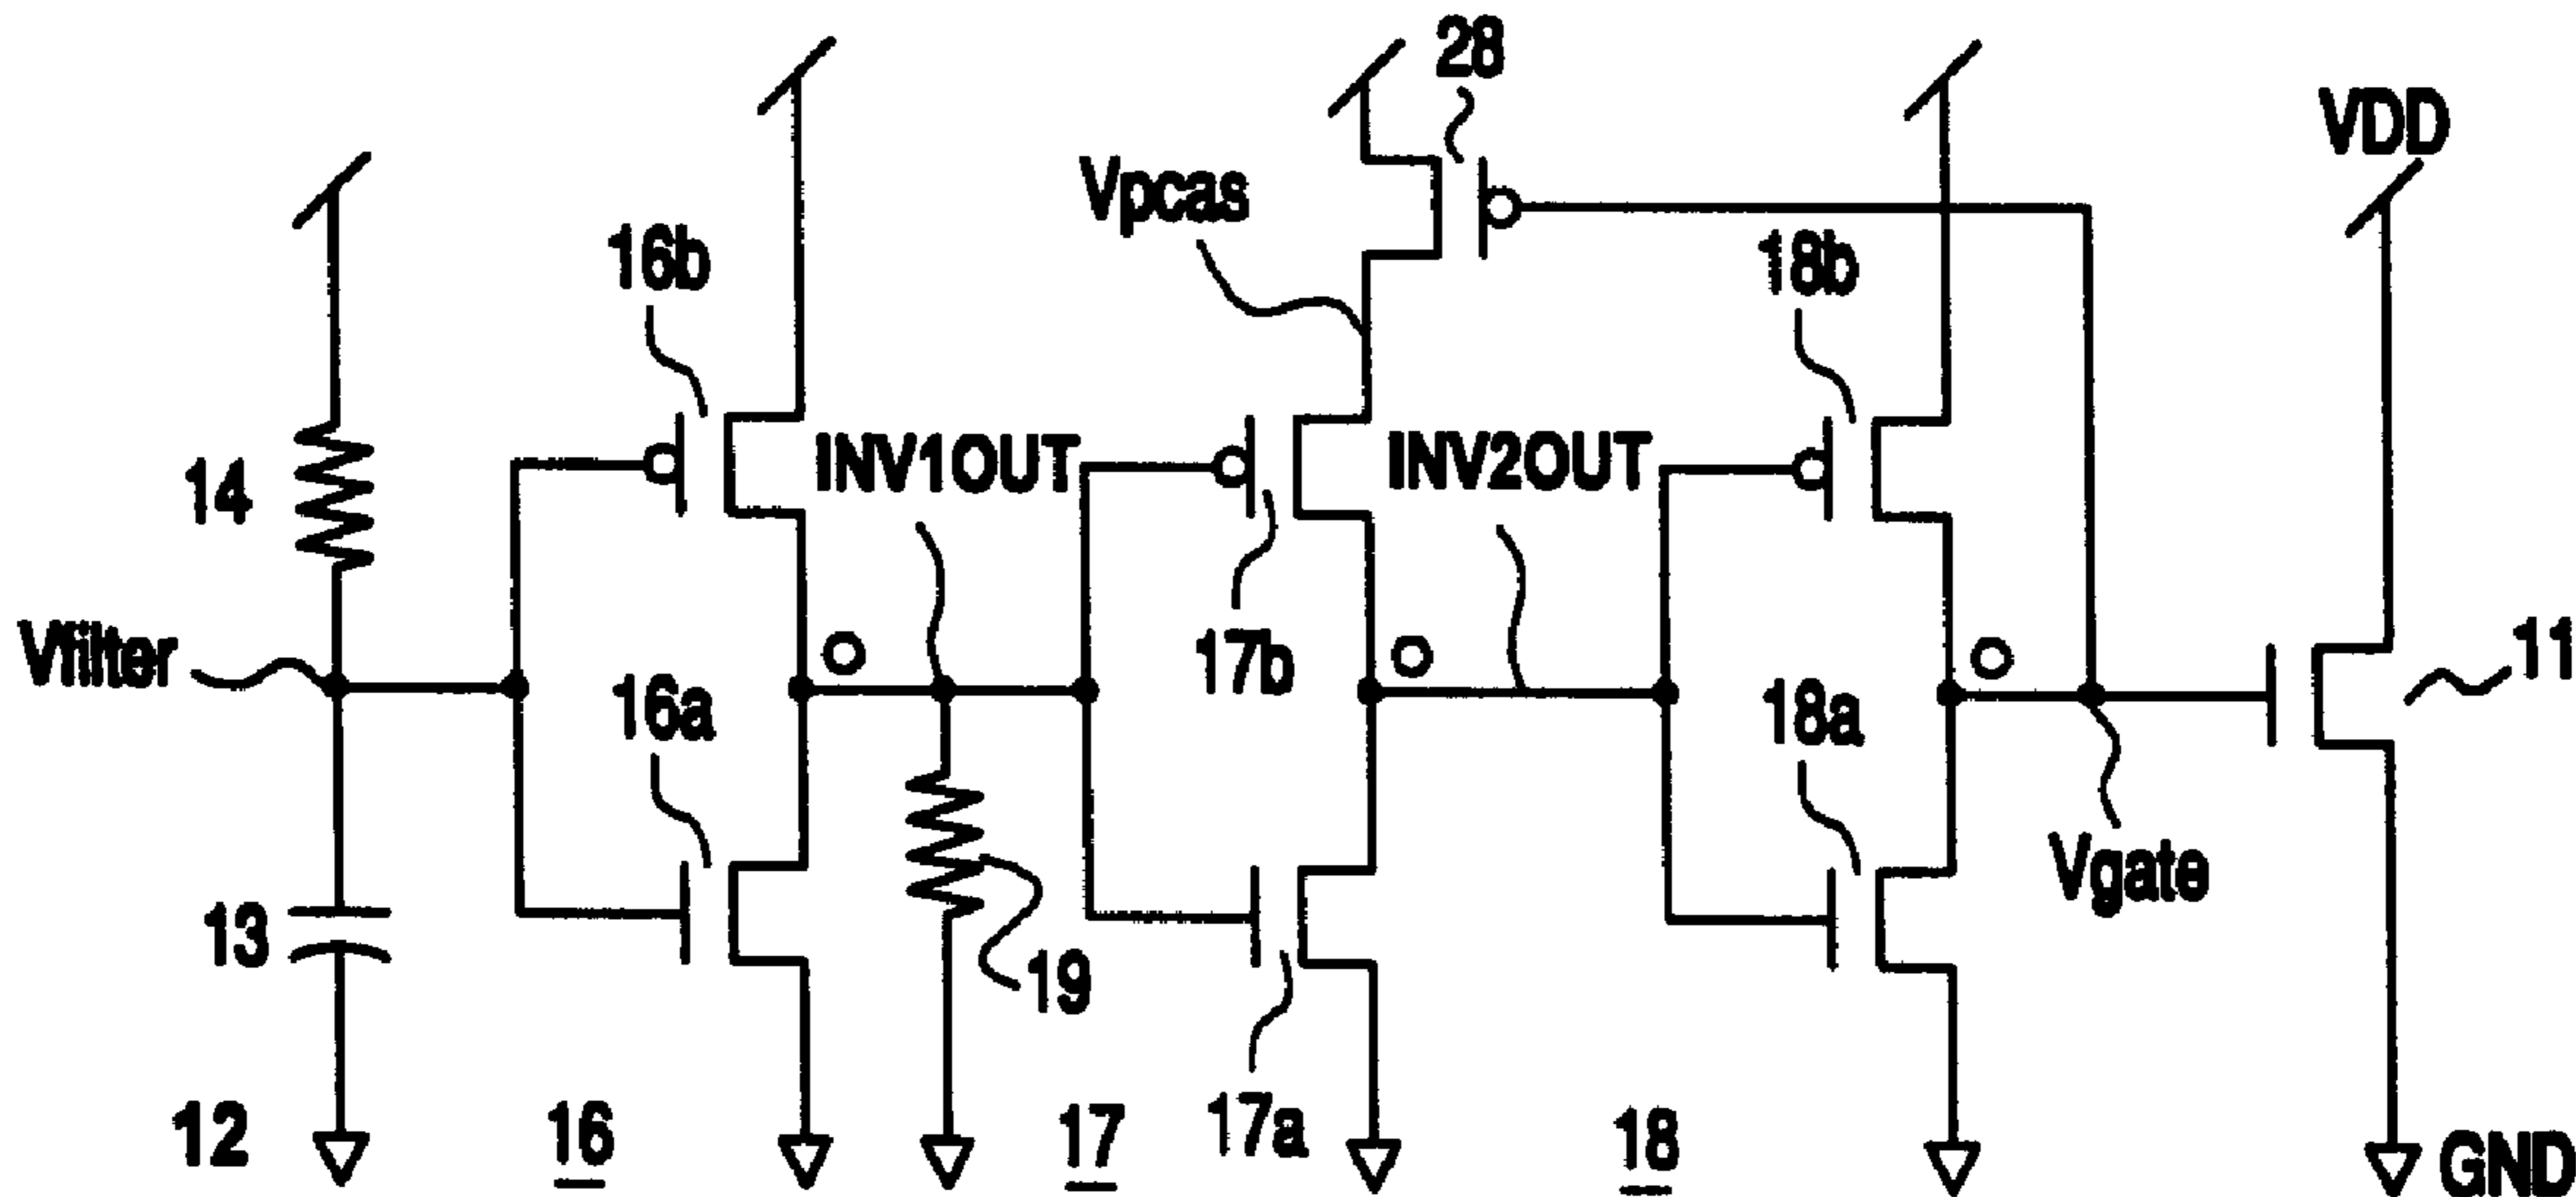 28
VDD
Vpcas
16b
18b
INV1OUT
INV2OUT
14
Vfilter
17b
11
16a
18a
Vgate
13
19
12
16
17
17a
18
GND